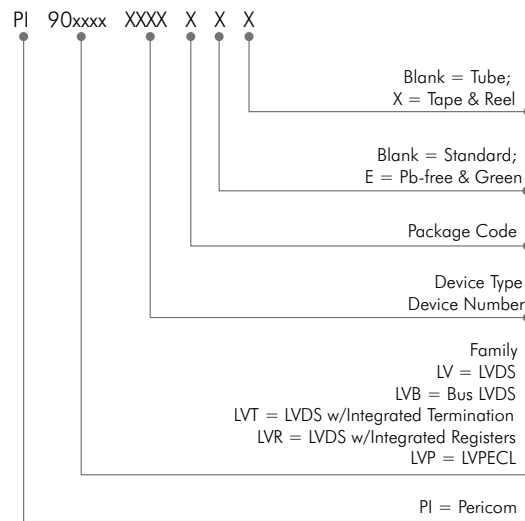 PI 90xxxx XXXX X X X
Blank = Tube;
X = Tape & Reel
Blank = Standard;
E = Pb-free & Green
Package Code
Device Type
Device Number
Family
LV = LVDS
LVB = Bus LVDS
LVT = LVDS w/Integrated Termination
LVR = LVDS w/Integrated Registers
LVP = LVPECL
PI = Pericom